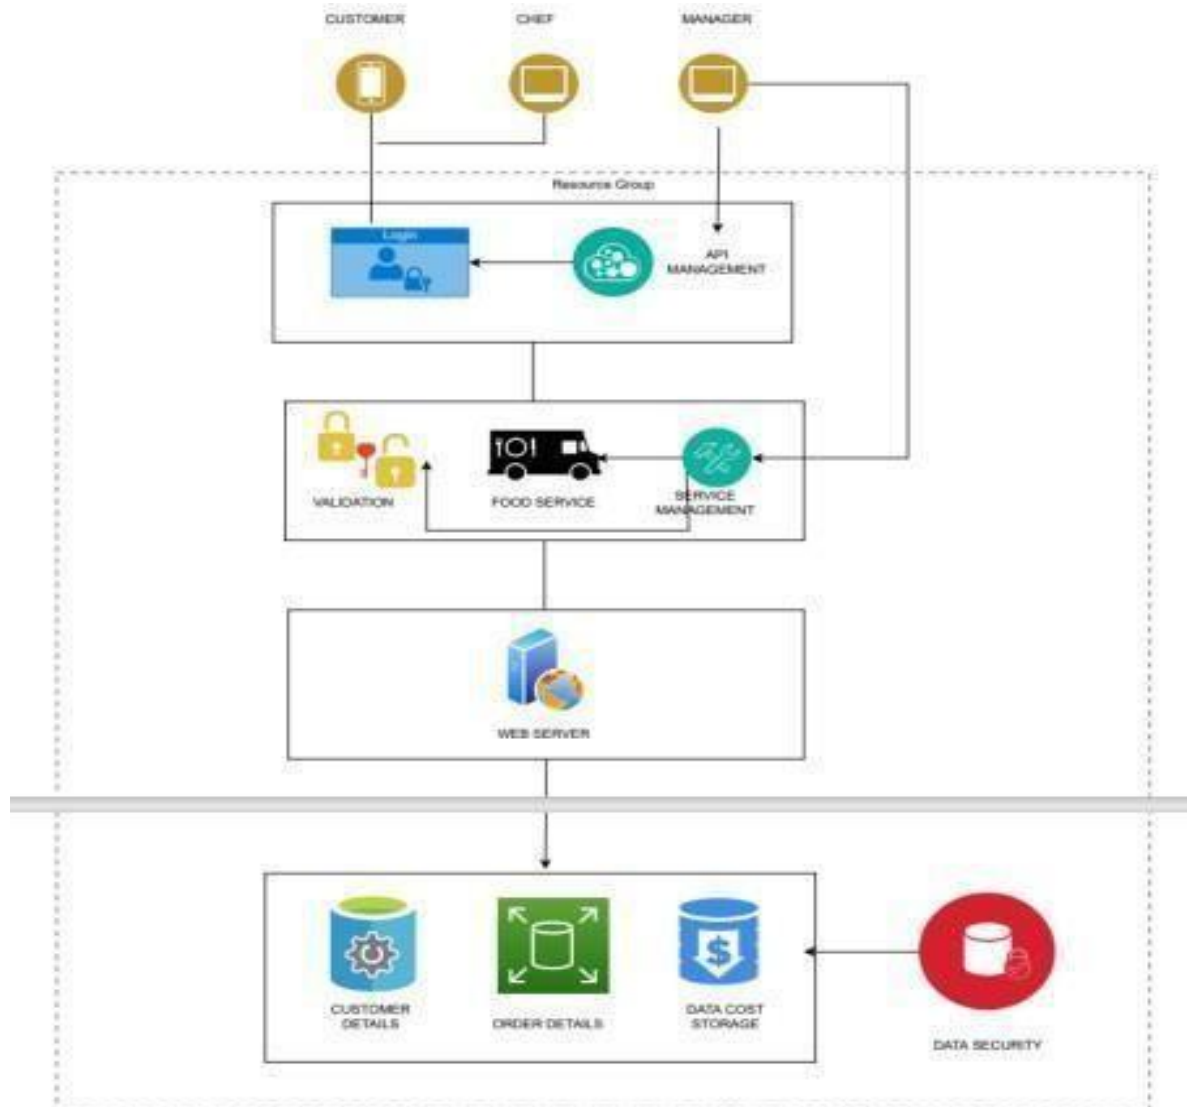 CUSTOMER
CHEF
MANAGER
Resource Group
Login
API
MANAGEMENT
VALIDATION
FOOD SERVICE
SERVICE
MANAGEMENT
WEB SERVER
CUSTOMER
DETAILS
ORDER DETAILS
DATA COST
STORAGE
DATA SECURITY